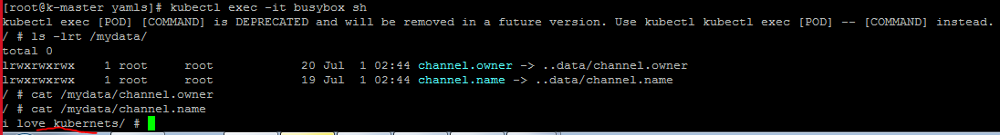 [root@k-master yamls]# kubectl exec -it busybox sh
kubectl exec [POD] [COMMAND] is DEPRECATED and will be removed in a future version. Use kubectl kubectl exec [POD] -- [COMMAND] instead.
/ # ls -lrt /mydata/
total 0
lrwxrwxrwx    1 root     root            20 Jul  1 02:44 channel.owner -> ..data/channel.owner
lrwxrwxrwx    1 root     root            19 Jul  1 02:44 channel.name -> ..data/channel.name
/ # cat /mydata/channel.owner
/ # cat /mydata/channel.name
i love kubernets/ #